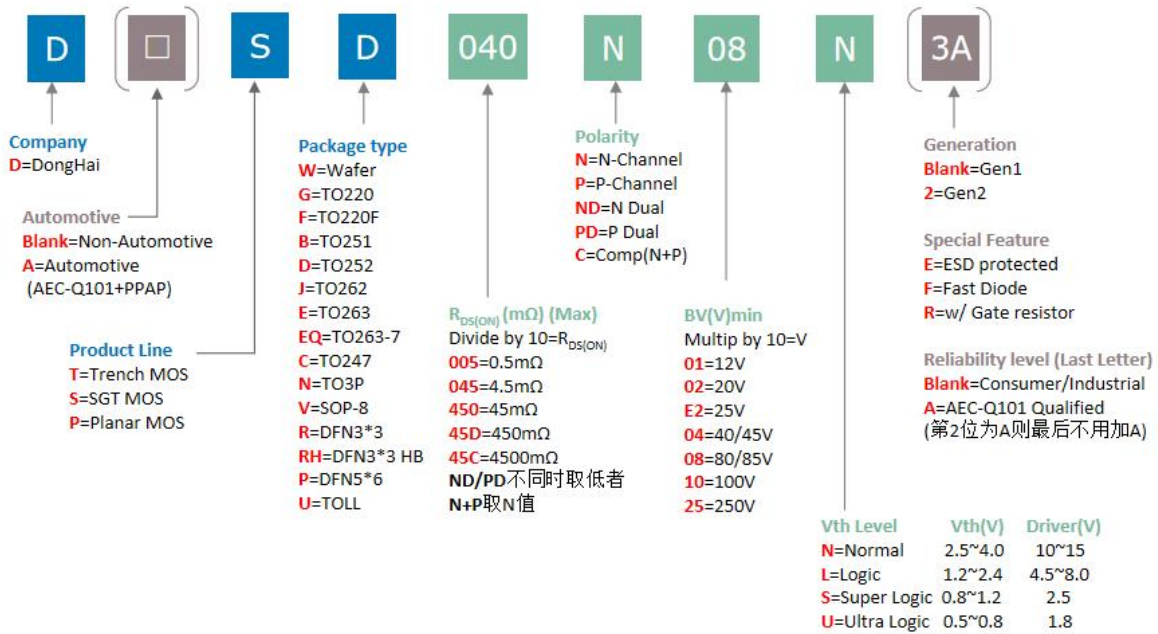 D □ S D 040 N 08 N 3A
Company
D=DongHai
Automotive
Blank=Non-Automotive
A=Automotive
(AEC-Q101+PPAP)
Product Line
T=Trench MOS
S=SGT MOS
P=Planar MOS
Package type
W=Wafer
G=TO220
F=TO220F
B=TO251
D=TO252
J=TO262
E=TO263
EQ=TO263-7
C=TO247
N=TO3P
V=SOP-8
R=DFN3*3
RH=DFN3*3 HB
P=DFN5*6
U=TOLL
RDS(ON) (mΩ) (Max)
Divide by 10=RDS(ON)
005=0.5mΩ
045=4.5mΩ
450=45mΩ
45D=450mΩ
45C=4500mΩ
ND/PD不同时取低者
N+P取N值
Polarity
N=N-Channel
P=P-Channel
ND=N Dual
PD=P Dual
C=Comp(N+P)
BV(V)min
Multip by 10=V
01=12V
02=20V
E2=25V
04=40/45V
08=80/85V
10=100V
25=250V
Generation
Blank=Gen1
2=Gen2
Special Feature
E=ESD protected
F=Fast Diode
R=w/ Gate resistor
Reliability level (Last Letter)
Blank=Consumer/Industrial
A=AEC-Q101 Qualified
(第2位为A则最后不用加A)
Vth Level Vth(V) Driver(V)
N=Normal 2.5~4.0 10~15
L=Logic 1.2~2.4 4.5~8.0
S=Super Logic 0.8~1.2 2.5
U=Ultra Logic 0.5~0.8 1.8